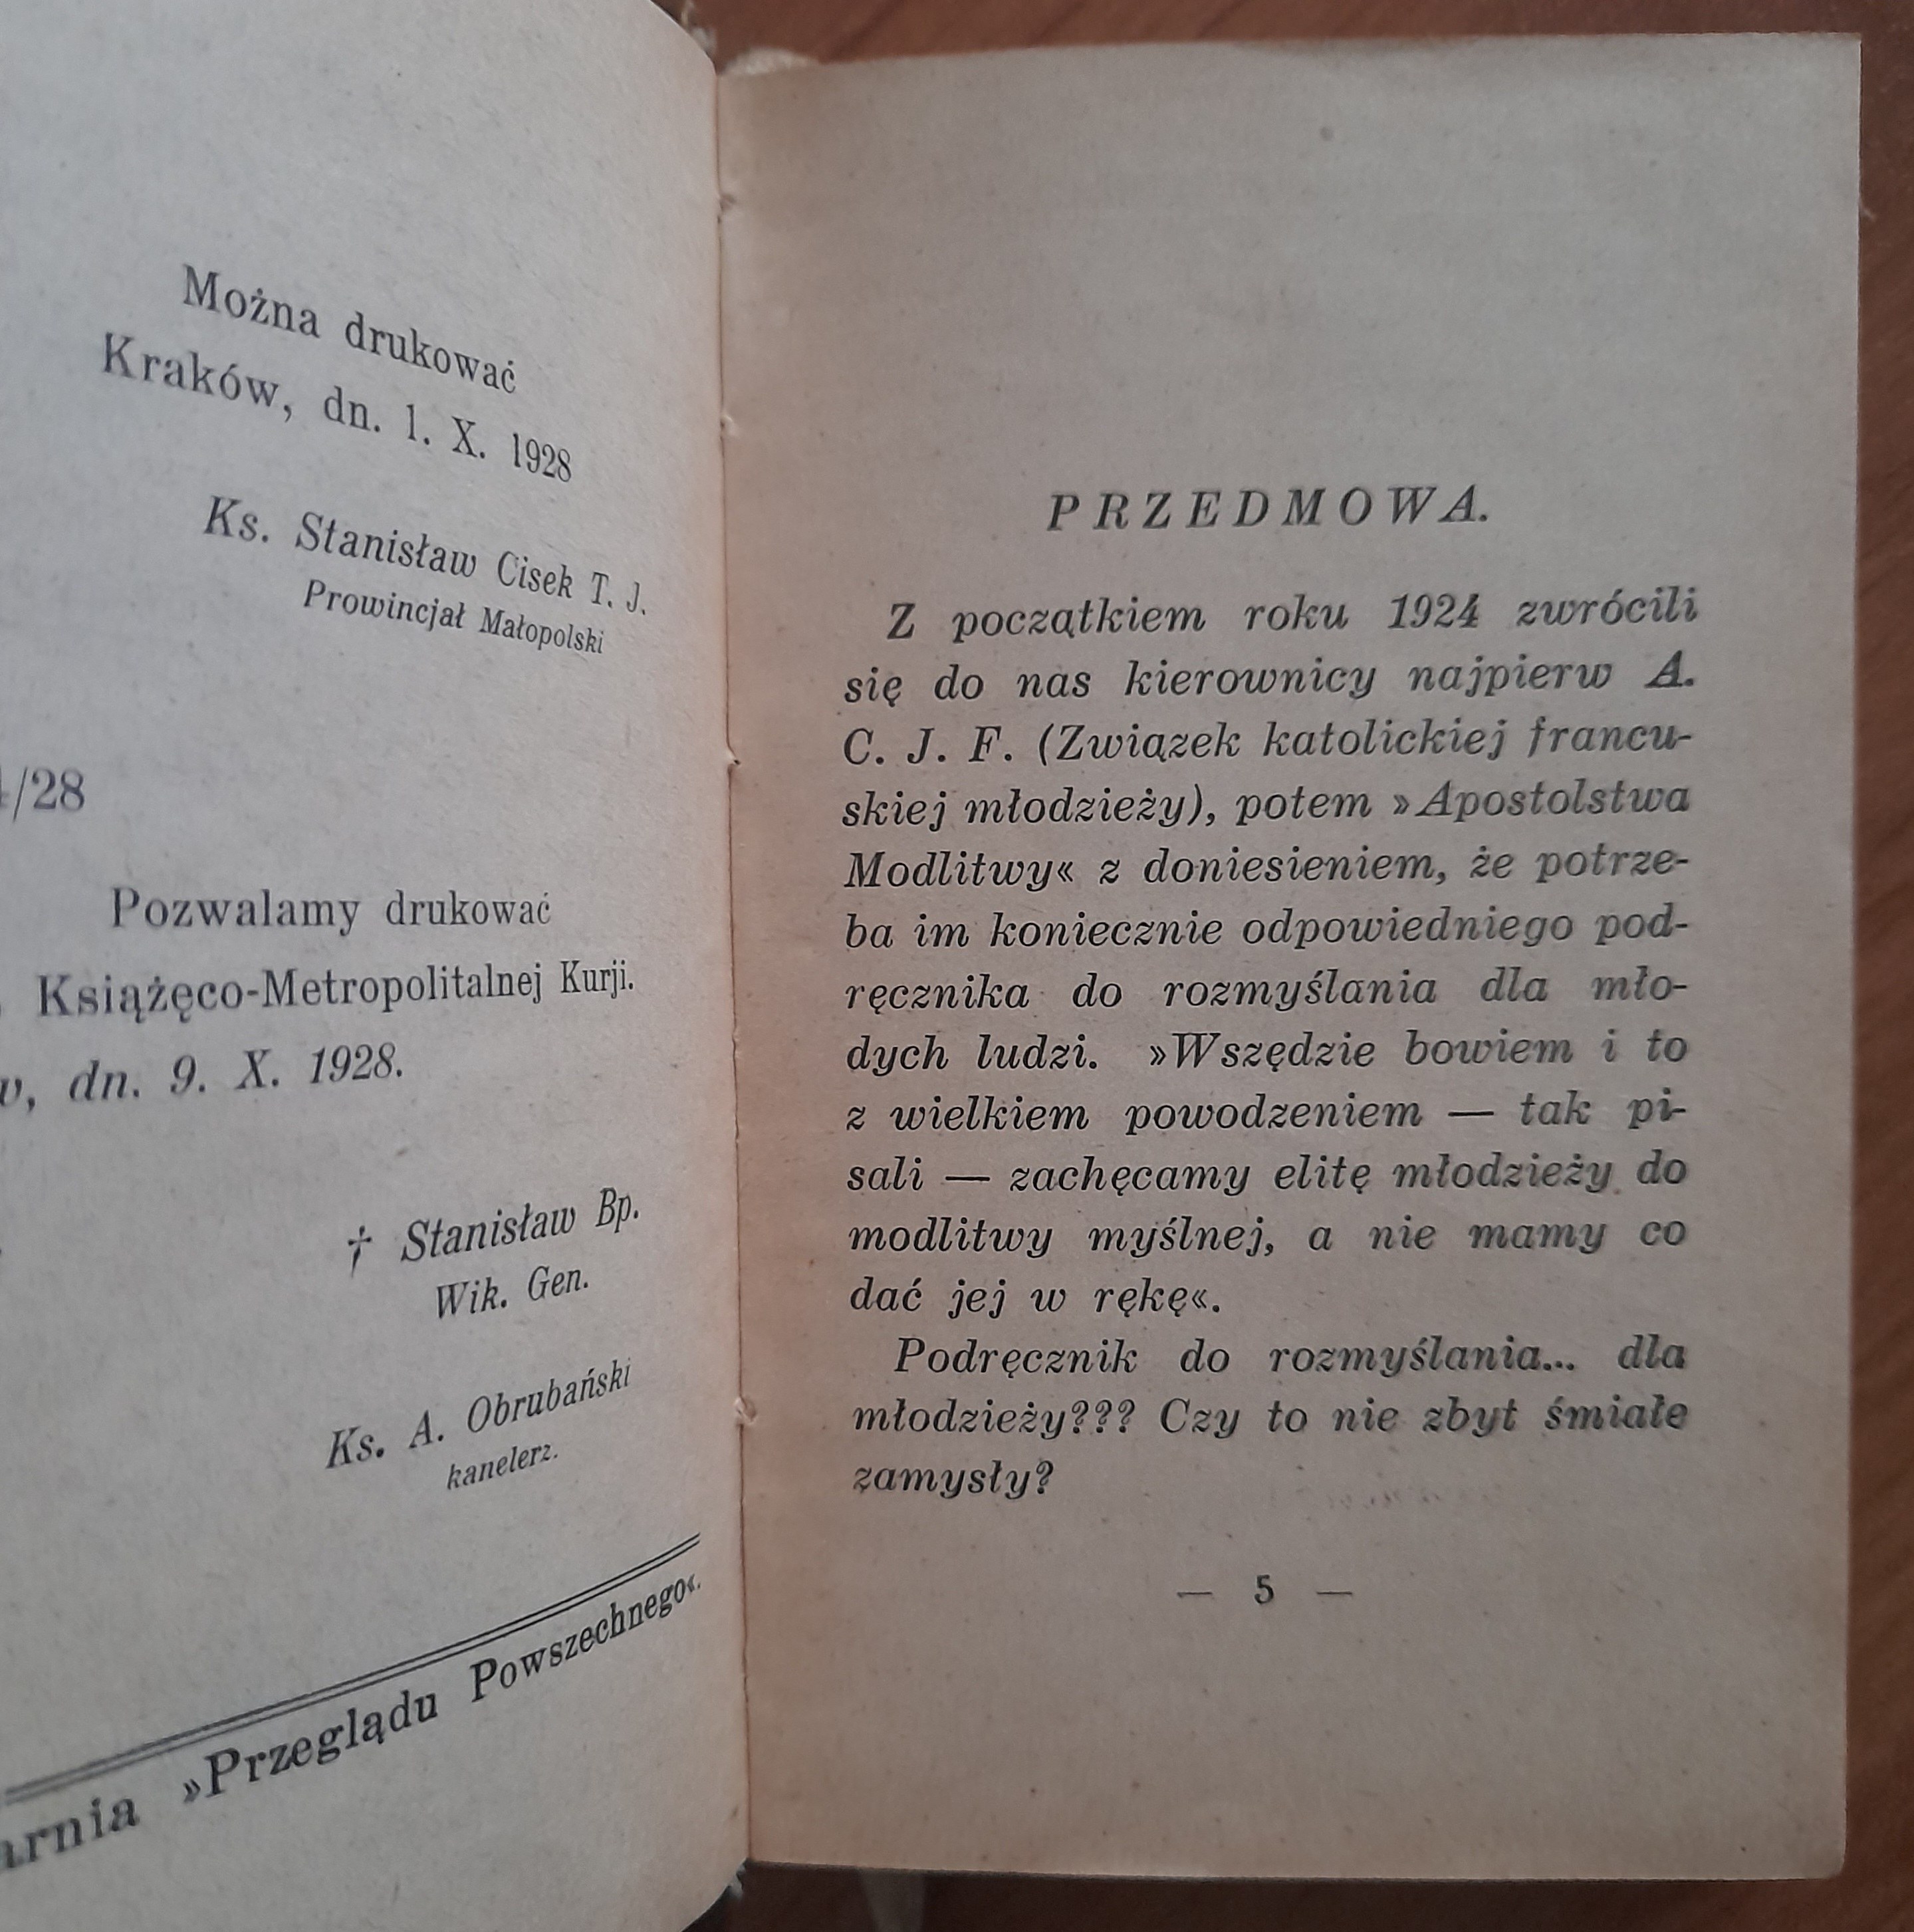 Można drukować
Kraków, dn. 1. X. 1928
Ks. Stanisław Cisek T. J.
Prowincjał Małopolski
/28
Pozwalamy drukować
Książęco-Metropolitalnej Kurji.
dn. 9. X. 1928.
† Stanisław Bp.
Wik. Gen.
Ks. A. Obrubański
kanclerz.
»Przeglądu Powszechnego«.
PRZEDMOWA.
Z początkiem roku 1924 zwrócili
się do nas kierownicy najpierw A.
C. J. F. (Związek katolickiej francu-
skiej młodzieży), potem »Apostolstwa
Modlitwy« z doniesieniem, że potrze-
ba im koniecznie odpowiedniego pod-
ręcznika do rozmyślania dla mło-
dych ludzi. »Wszędzie bowiem i to
z wielkiem powodzeniem — tak pi-
sali — zachęcamy elitę młodzieży do
modlitwy myślnej, a nie mamy co
dać jej w rękę«.
Podręcznik do rozmyślania... dla
młodzieży??? Czy to nie zbyt śmiałe
zamysły?
— 5 —